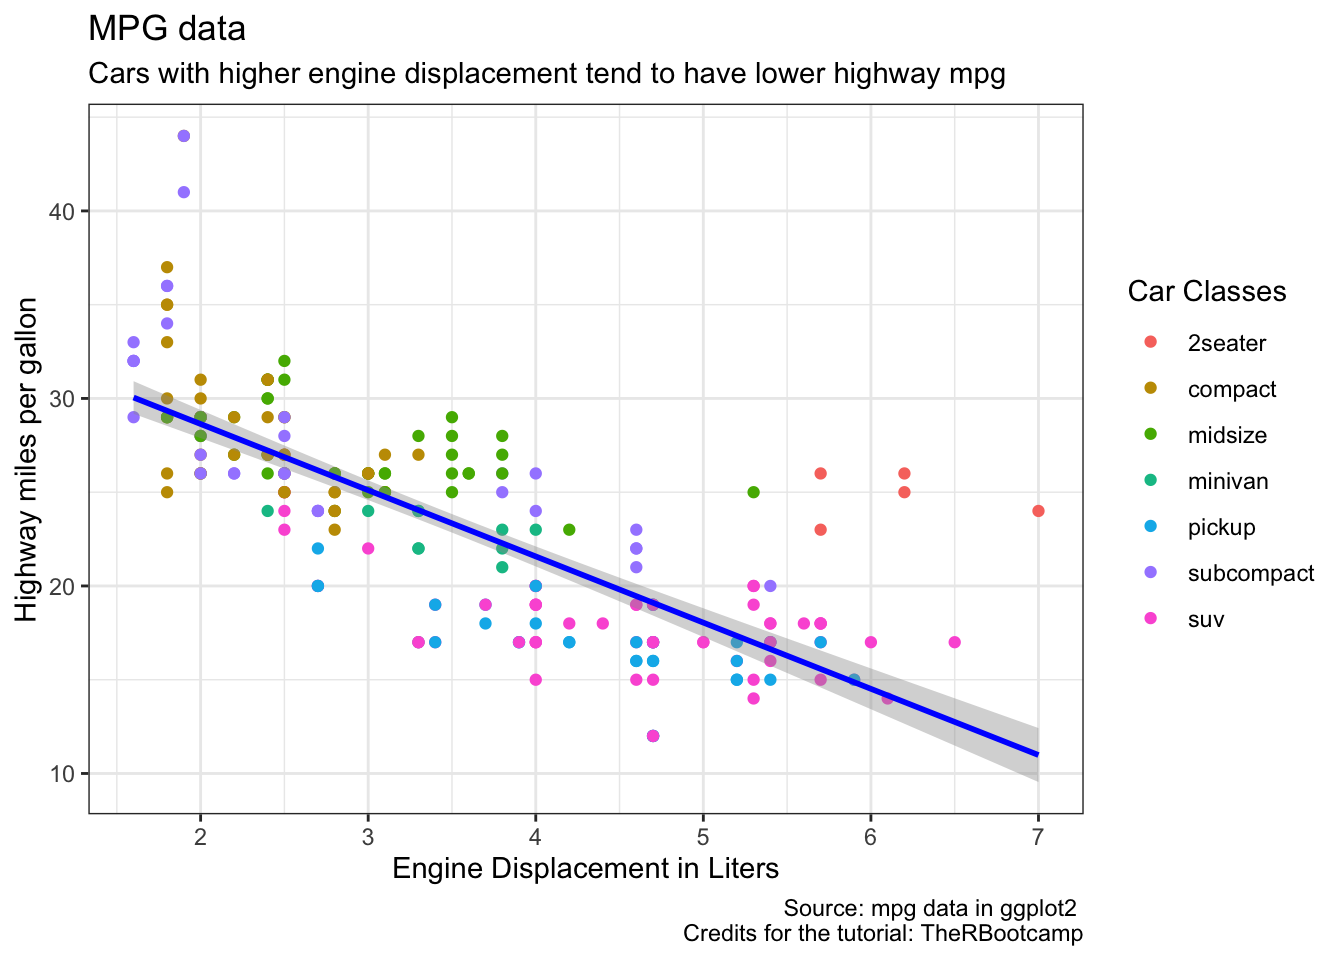 MPG data
Cars with higher engine displacement tend to have lower highway mpg
Highway miles per gallon
40
30
20
10
2 3 4 5 6 7
Engine Displacement in Liters
Car Classes
2seater
compact
midsize
minivan
pickup
subcompact
suv
Source: mpg data in ggplot2
Credits for the tutorial: TheRBootcamp